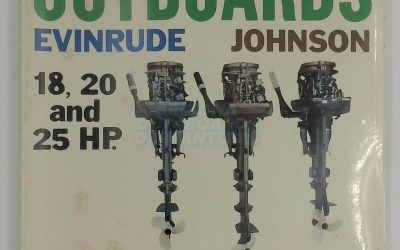 OUTBOARDS
EVINRUDE JOHNSON
18, 20
and
25 HP.